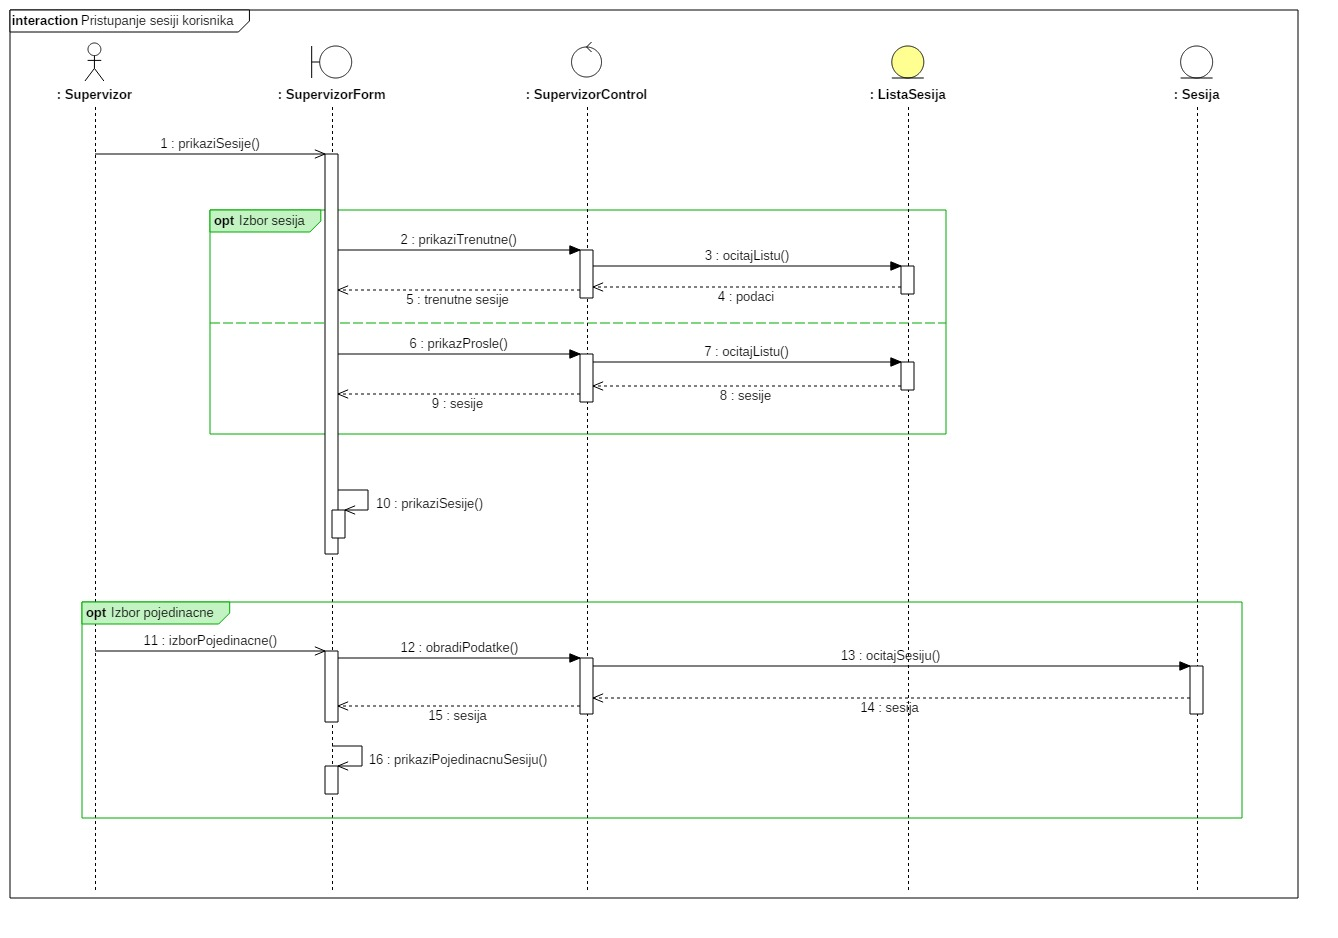 interaction Pristupanje sesiji korisnika
: Supervizor
: SupervizorForm
: SupervizorControl
: ListaSesija
: Sesija
1 : prikaziSesije()
opt Izbor sesija
2 : prikaziTrenutne()
3 : ocitajListu()
4 : podaci
5 : trenutne sesije
6 : prikazProsle()
7 : ocitajListu()
8 : sesije
9 : sesije
10 : prikaziSesije()
opt Izbor pojedinacne
11 : izborPojedinacne()
12 : obradiPodatke()
13 : ocitajSesiju()
14 : sesija
15 : sesija
16 : prikaziPojedinacnuSesiju()